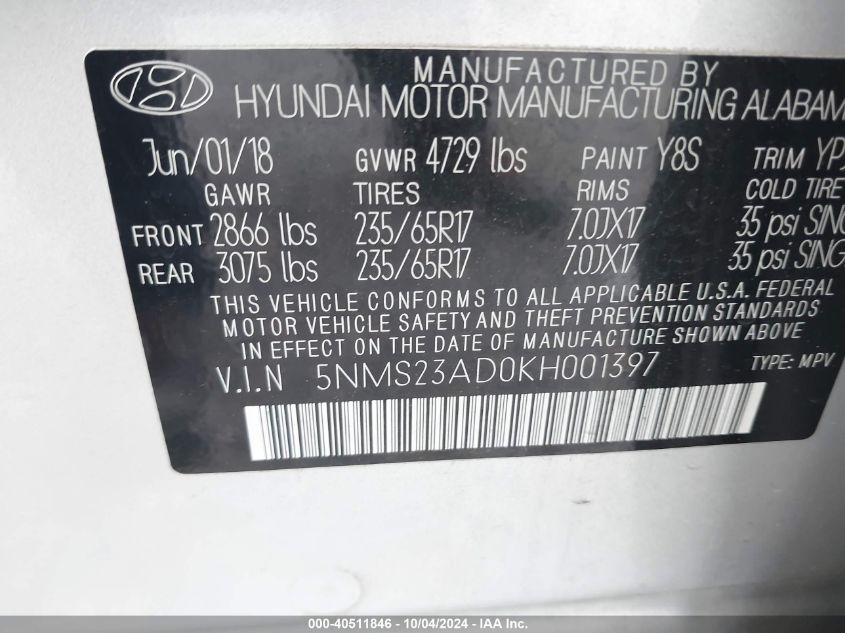 MANUFACTURED BY
HYUNDAI MOTOR MANUFACTURING ALABAM
Jun/01/18 GVWR 4729 lbs PAINT Y8S TRIM YP
GAWR TIRES RIMS COLD TIRE
FRONT 2866 lbs 235/65R17 7.0JX17 35 psi SING
REAR 3075 lbs 235/65R17 7.0JX17 35 psi SING
THIS VEHICLE CONFORMS TO ALL APPLICABLE U.S.A. FEDERAL
MOTOR VEHICLE SAFETY AND THEFT PREVENTION STANDARDS
IN EFFECT ON THE DATE OF MANUFACTURE SHOWN ABOVE
V.I.N 5NMS23AD0KH001397 TYPE: MPV
000-40511846 - 10/04/2024 - IAA Inc.